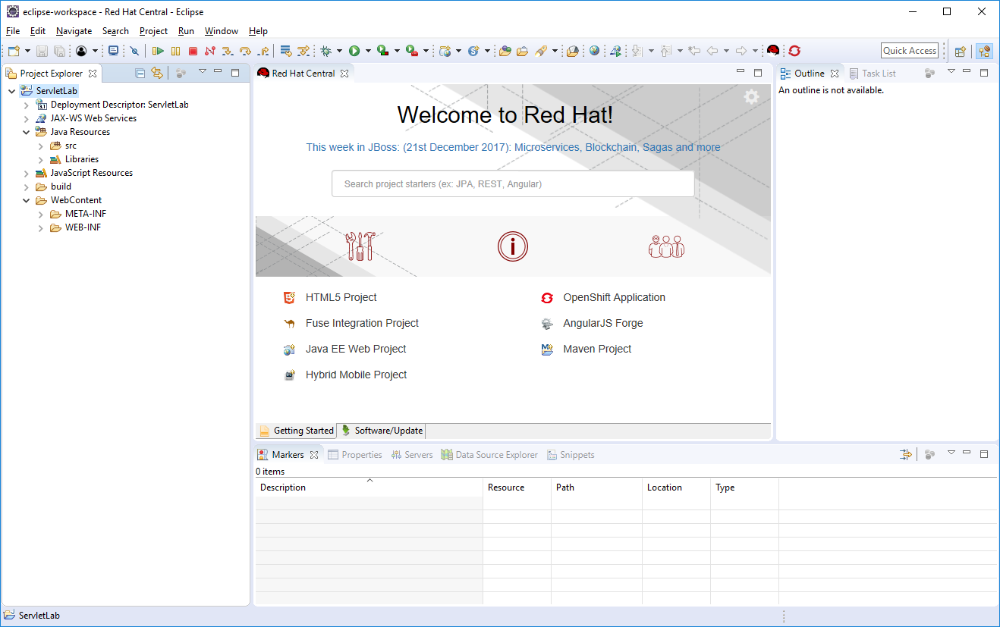 eclipse-workspace - Red Hat Central - Eclipse
File Edit Navigate Search Project Run Window Help
Quick Access
Project Explorer
ServletLab
3.1 Deployment Descriptor: ServletLab
JAX-WS Web Services
Java Resources
src
Libraries
JavaScript Resources
build
WebContent
META-INF
WEB-INF
Red Hat Central
Welcome to Red Hat!
This week in JBoss: (21st December 2017): Microservices, Blockchain, Sagas and more
Search project starters (ex: JPA, REST, Angular)
HTML5 Project
OpenShift Application
Fuse Integration Project
AngularJS Forge
Java EE Web Project
Maven Project
Hybrid Mobile Project
Getting Started Software/Update
Outline Task List
An outline is not available.
Markers Properties Servers Data Source Explorer Snippets
0 items
Description Resource Path Location Type
ServletLab